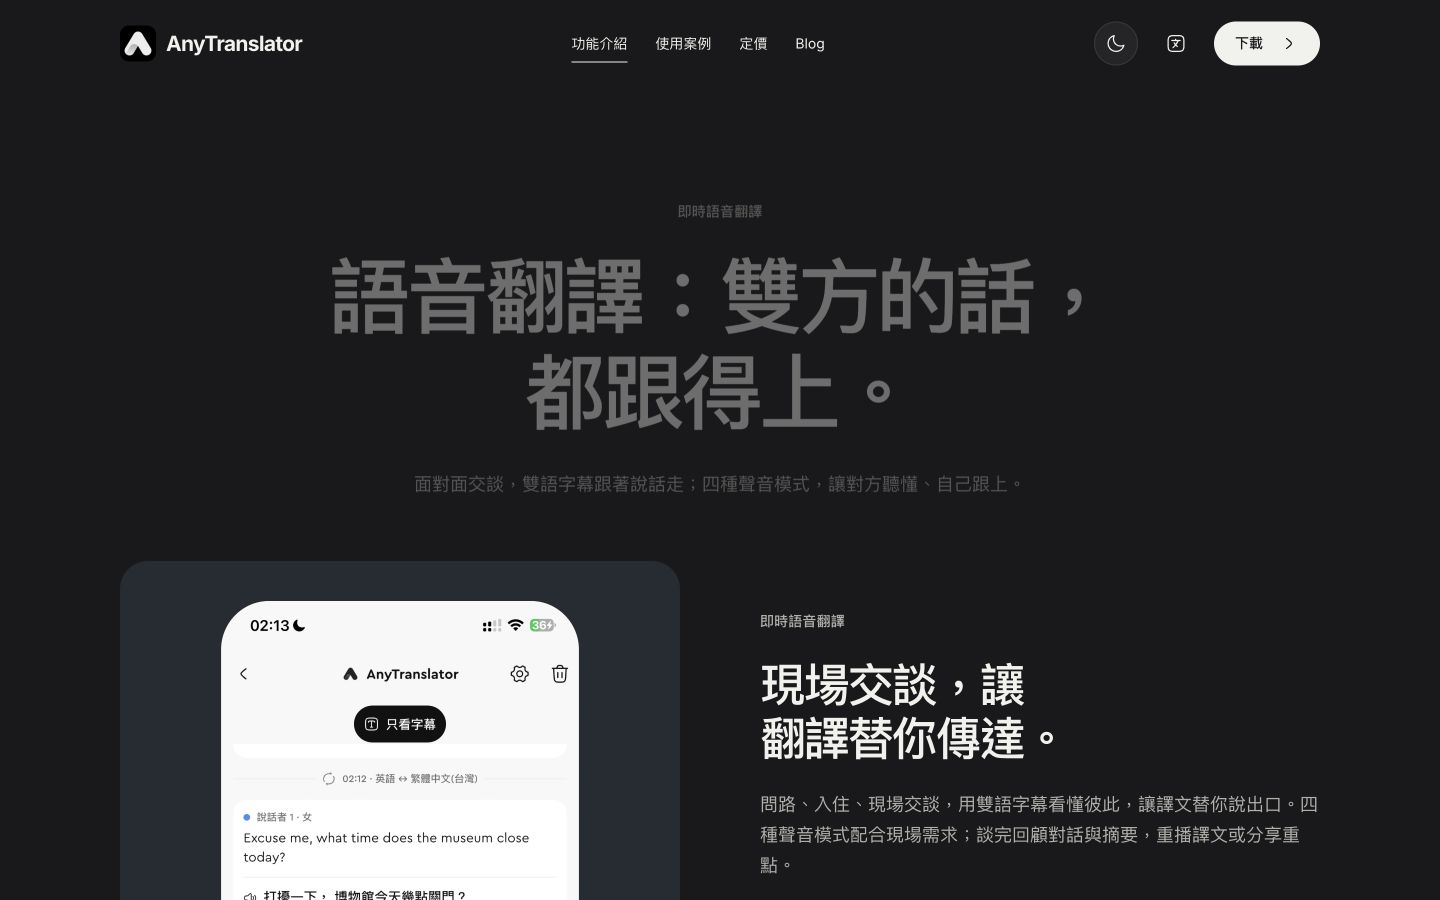 AnyTranslator
功能介紹
使用案例
定價
Blog
下載
即時語音翻譯
語音翻譯：雙方的話，
都跟得上。
面對面交談，雙語字幕跟著說話走；四種聲音模式，讓對方聽懂、自己跟上。
02:13
36
AnyTranslator
只看字幕
02:12 · 英語 ↔ 繁體中文(台灣)
說話者 1 · 女
Excuse me, what time does the museum close
today?
打擾一下， 博物館今天幾點關門？
即時語音翻譯
現場交談，讓
翻譯替你傳達。
問路、入住、現場交談，用雙語字幕看懂彼此，讓譯文替你說出口。四
種聲音模式配合現場需求；談完回顧對話與摘要，重播譯文或分享重
點。